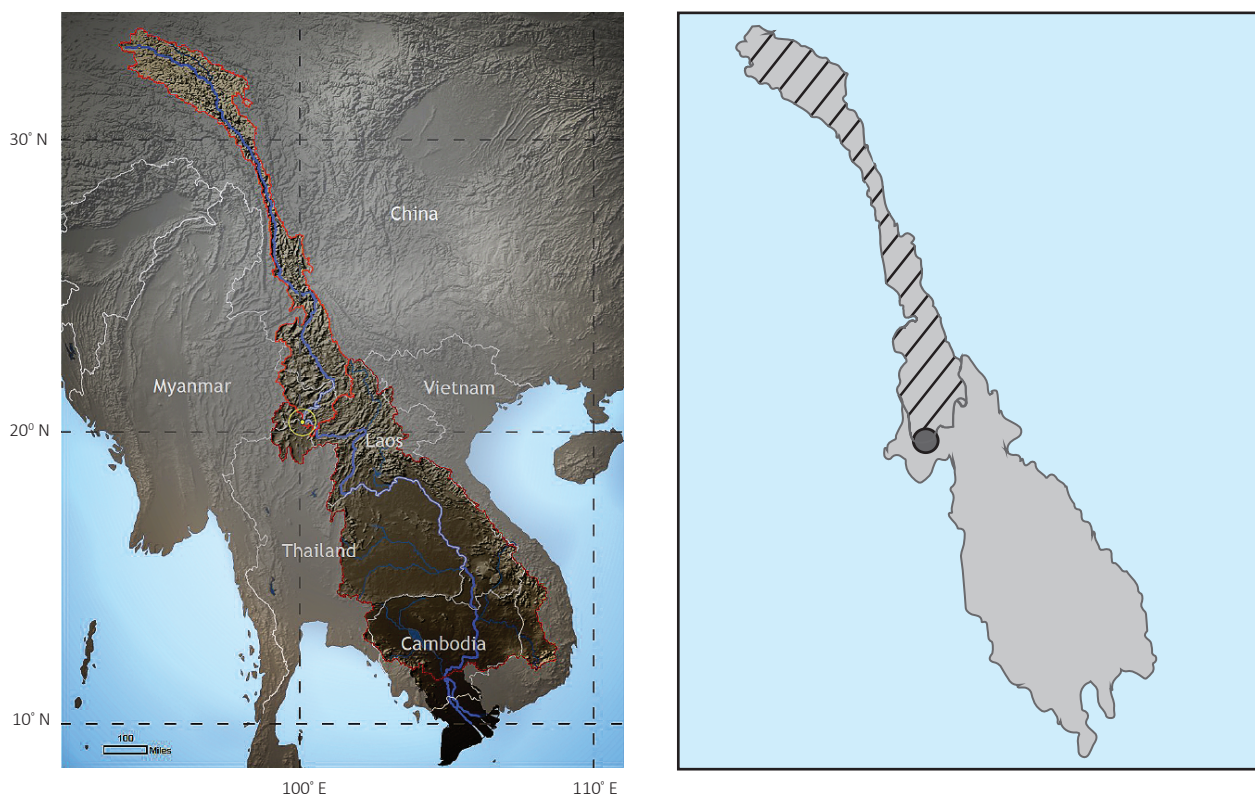 30° N
China
Myanmar
Vietnam
20⁰ N
Laos
Thailand
Cambodia
10° N
100
Miles
100° E
110° E